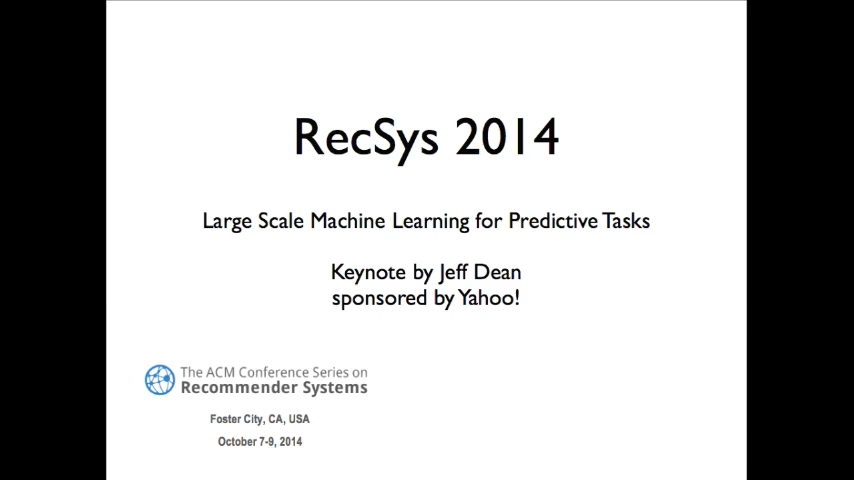 RecSys 2014
Large Scale Machine Learning for Predictive Tasks
Keynote by Jeff Dean
sponsored by Yahoo!
The ACM Conference Series on
Recommender Systems
Foster City, CA, USA
October 7-9, 2014